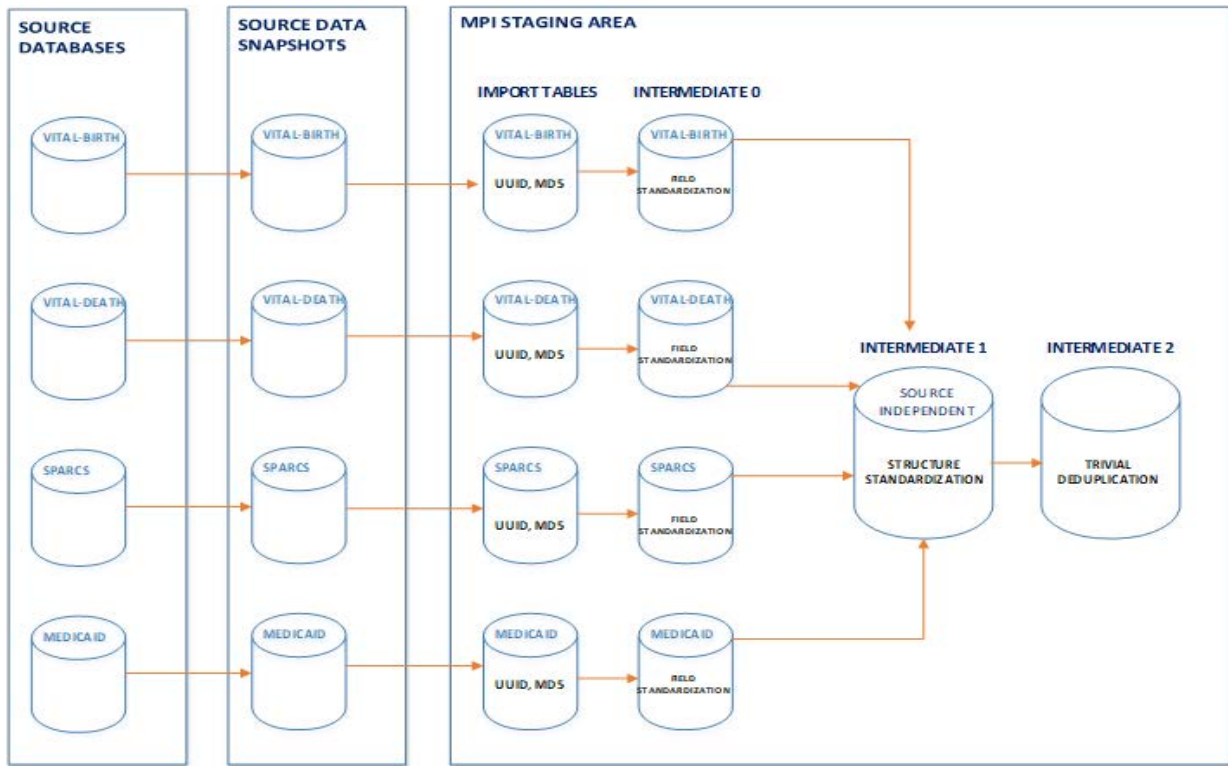 SOURCE
DATABASES
SOURCE DATA
SNAPSHOTS
MPI STAGING AREA
IMPORT TABLES
INTERMEDIATE 0
VITAL-BIRTH
VITAL-BIRTH
VITAL-BIRTH
UUID, MD5
VITAL-BIRTH
FIELD
STANDARDIZATION
VITAL-DEATH
VITAL-DEATH
VITAL-DEATH
UUID, MD5
VITAL-DEATH
FIELD
STANDARDIZATION
INTERMEDIATE 1
INTERMEDIATE 2
SOURCE
INDEPENDENT
STRUCTURE
STANDARDIZATION
TRIVIAL
DEDUPLICATION
SPARCS
SPARCS
SPARCS
UUID, MD5
SPARCS
FIELD
STANDARDIZATION
MEDICAID
MEDICAID
MEDICAID
UUID, MD5
MEDICAID
FIELD
STANDARDIZATION